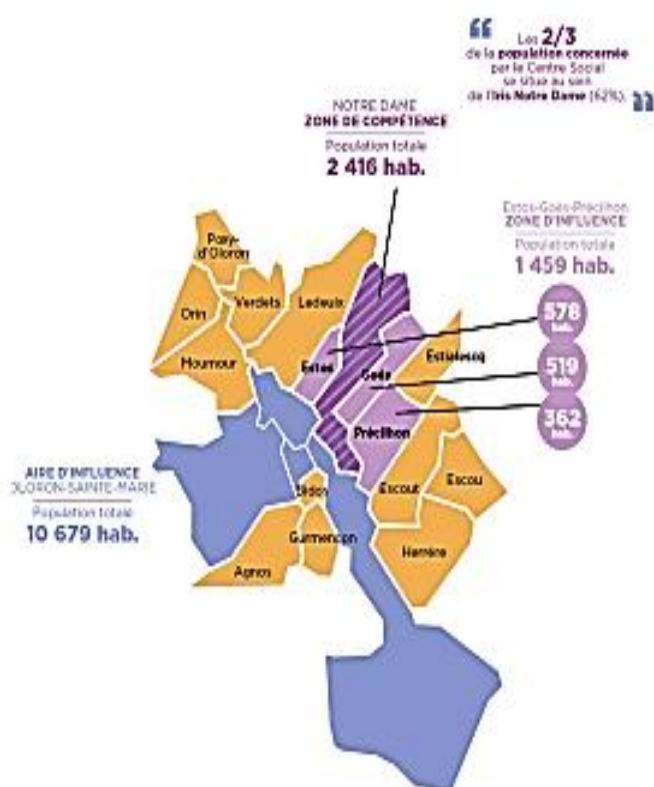 Les 2/3
de la population concernée
par le Centre Social
se situe au sein
de l'Iris Notre Dame (62%).
NOTRE DAME
ZONE DE COMPÉTENCE
Population totale
2 416 hab.
Estos-Goès-Précilhon
ZONE D'INFLUENCE
Population totale
1 459 hab.
578
hab.
519
hab.
362
hab.
Poey-
d'Oloron
Verdets
Ledeuix
Orin
Moumour
Estos
Goès
Estialescq
Précilhon
Escout
Escou
Herrère
Bidos
Gurmençon
Agnos
AIRE D'INFLUENCE
OLORON-SAINTE-MARIE
Population totale
10 679 hab.